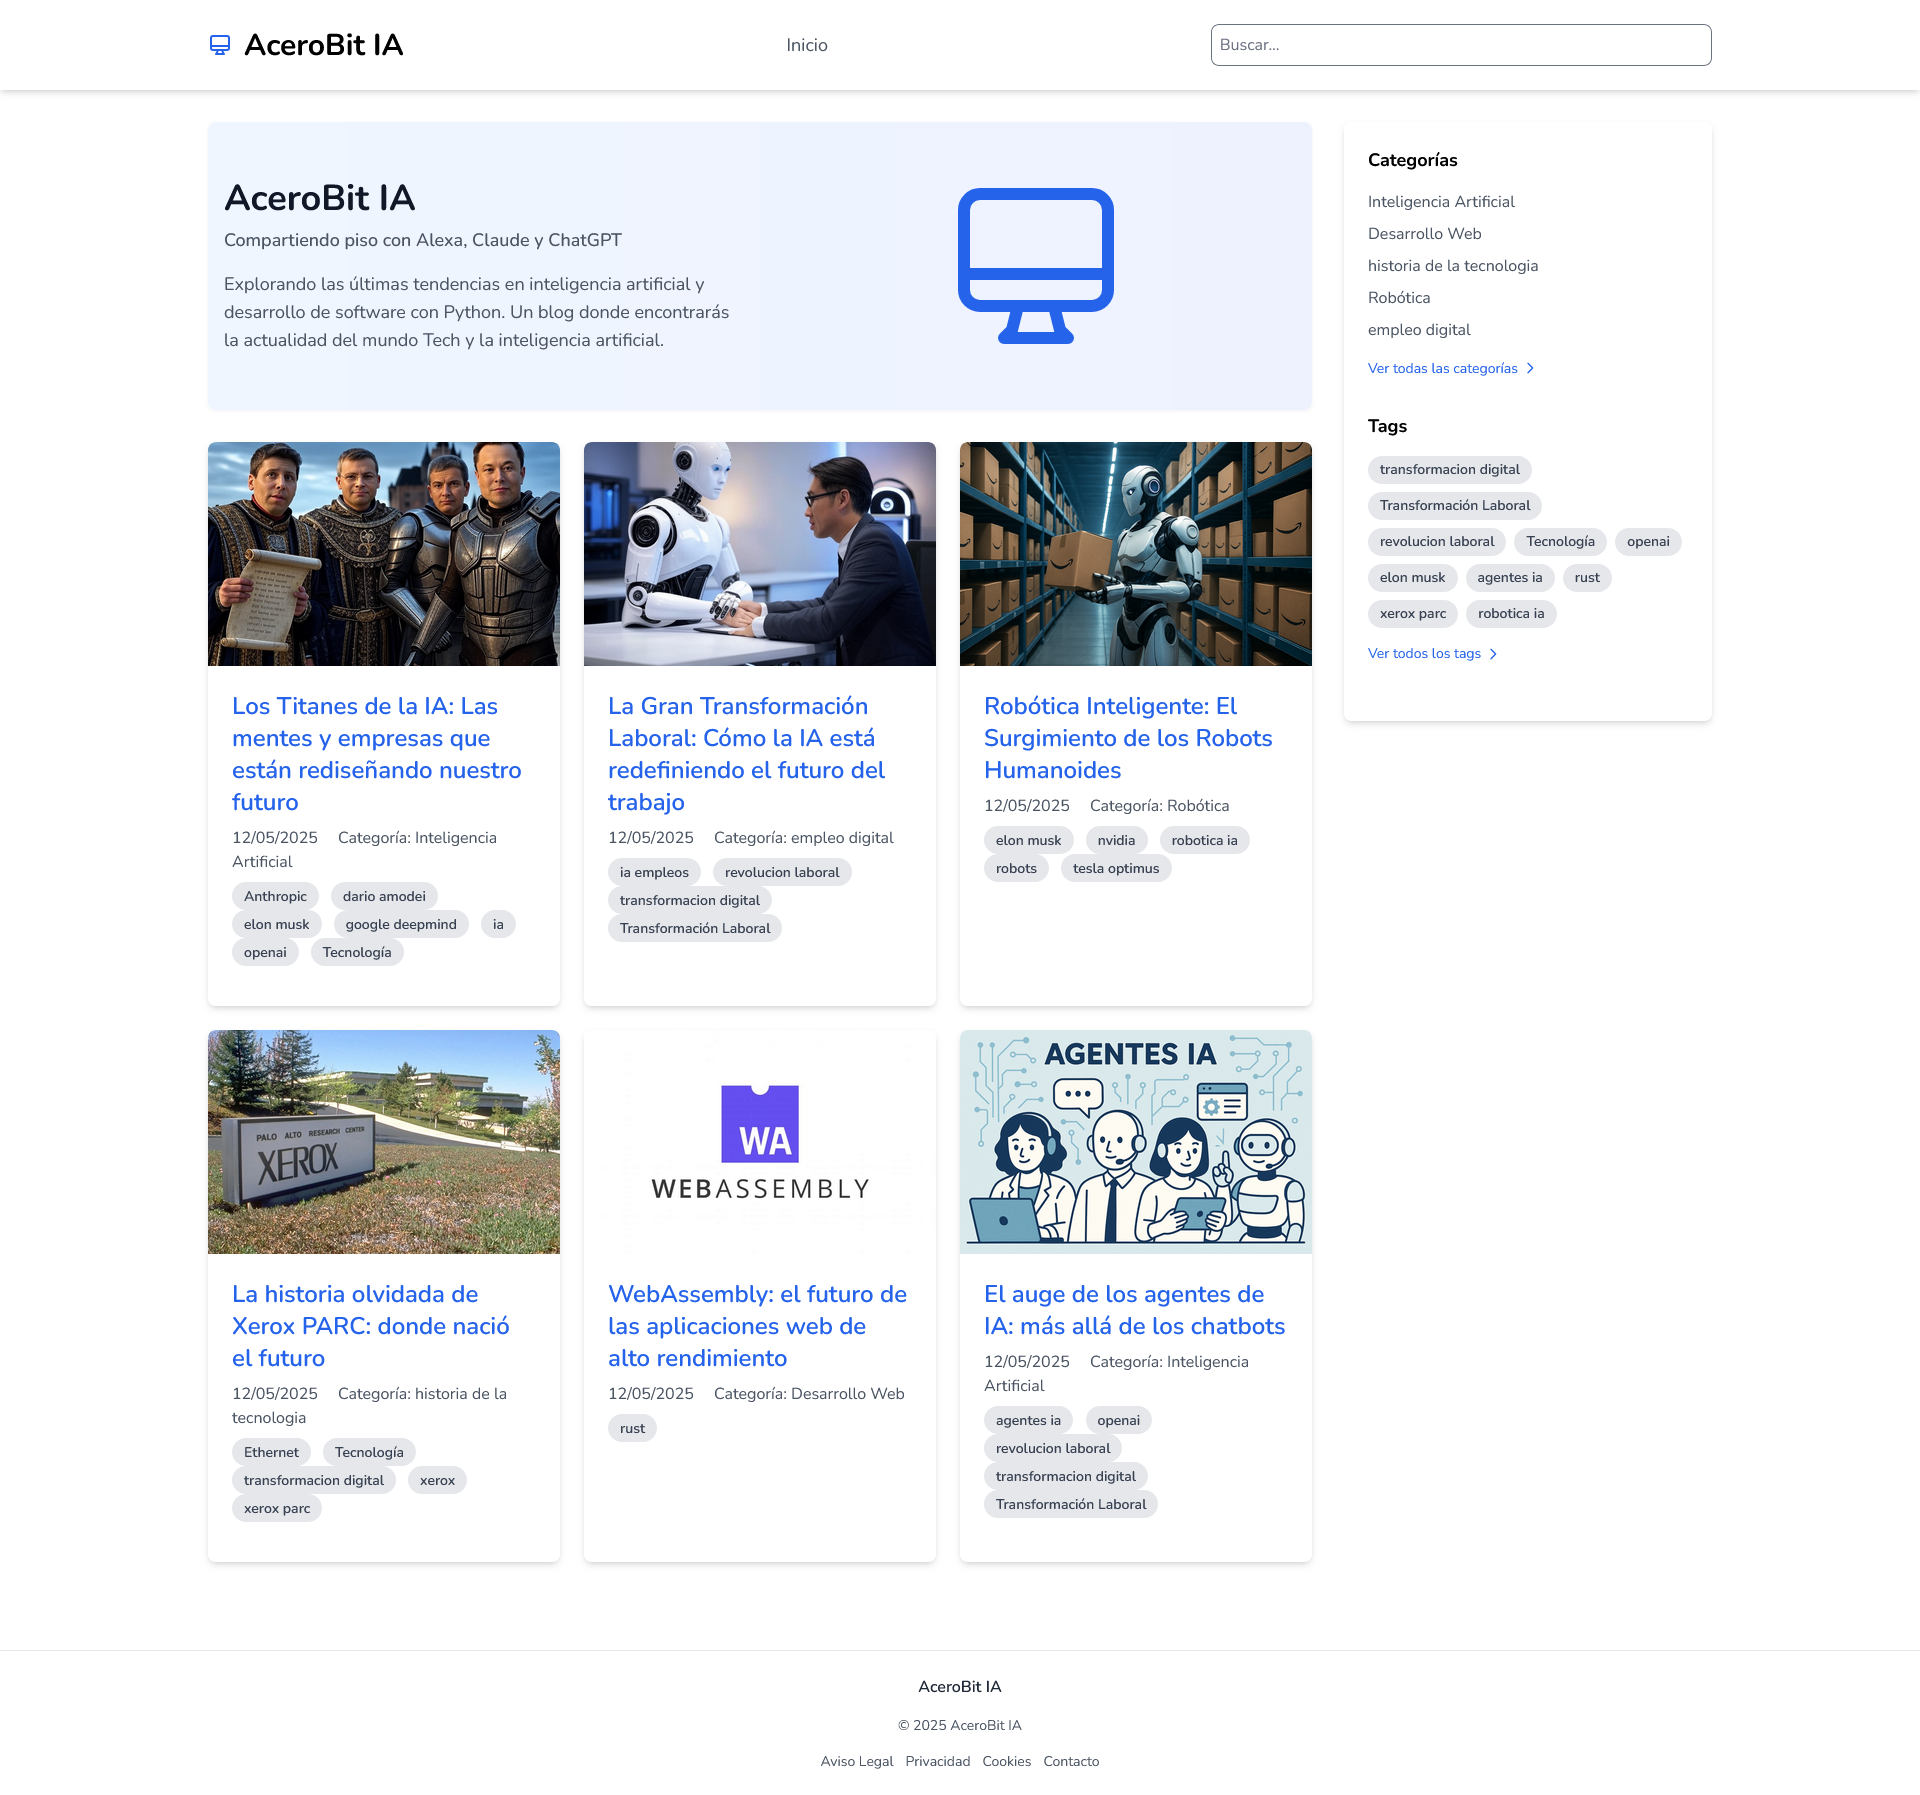 AceroBit IA
Inicio
Buscar...
AceroBit IA
Compartiendo piso con Alexa, Claude y ChatGPT
Explorando las últimas tendencias en inteligencia artificial y
desarrollo de software con Python. Un blog donde encontrarás
la actualidad del mundo Tech y la inteligencia artificial.
Categorías
Inteligencia Artificial
Desarrollo Web
historia de la tecnologia
Robótica
empleo digital
Ver todas las categorías
Tags
transformacion digital
Transformación Laboral
revolucion laboral Tecnología openai
elon musk agentes ia rust
xerox parc robotica ia
Ver todos los tags
Los Titanes de la IA: Las
mentes y empresas que
están rediseñando nuestro
futuro
12/05/2025 Categoría: Inteligencia
Artificial
Anthropic dario amodei
elon musk google deepmind ia
openai Tecnología
La Gran Transformación
Laboral: Cómo la IA está
redefiniendo el futuro del
trabajo
12/05/2025 Categoría: empleo digital
ia empleos revolucion laboral
transformacion digital
Transformación Laboral
Robótica Inteligente: El
Surgimiento de los Robots
Humanoides
12/05/2025 Categoría: Robótica
elon musk nvidia robotica ia
robots tesla optimus
PALO ALTO RESEARCH CENTER
XEROX
La historia olvidada de
Xerox PARC: donde nació
el futuro
12/05/2025 Categoría: historia de la
tecnologia
Ethernet Tecnología
transformacion digital xerox
xerox parc
WA
WEBASSEMBLY
WebAssembly: el futuro de
las aplicaciones web de
alto rendimiento
12/05/2025 Categoría: Desarrollo Web
rust
AGENTES IA
El auge de los agentes de
IA: más allá de los chatbots
12/05/2025 Categoría: Inteligencia
Artificial
agentes ia openai
revolucion laboral
transformacion digital
Transformación Laboral
AceroBit IA
© 2025 AceroBit IA
Aviso Legal Privacidad Cookies Contacto